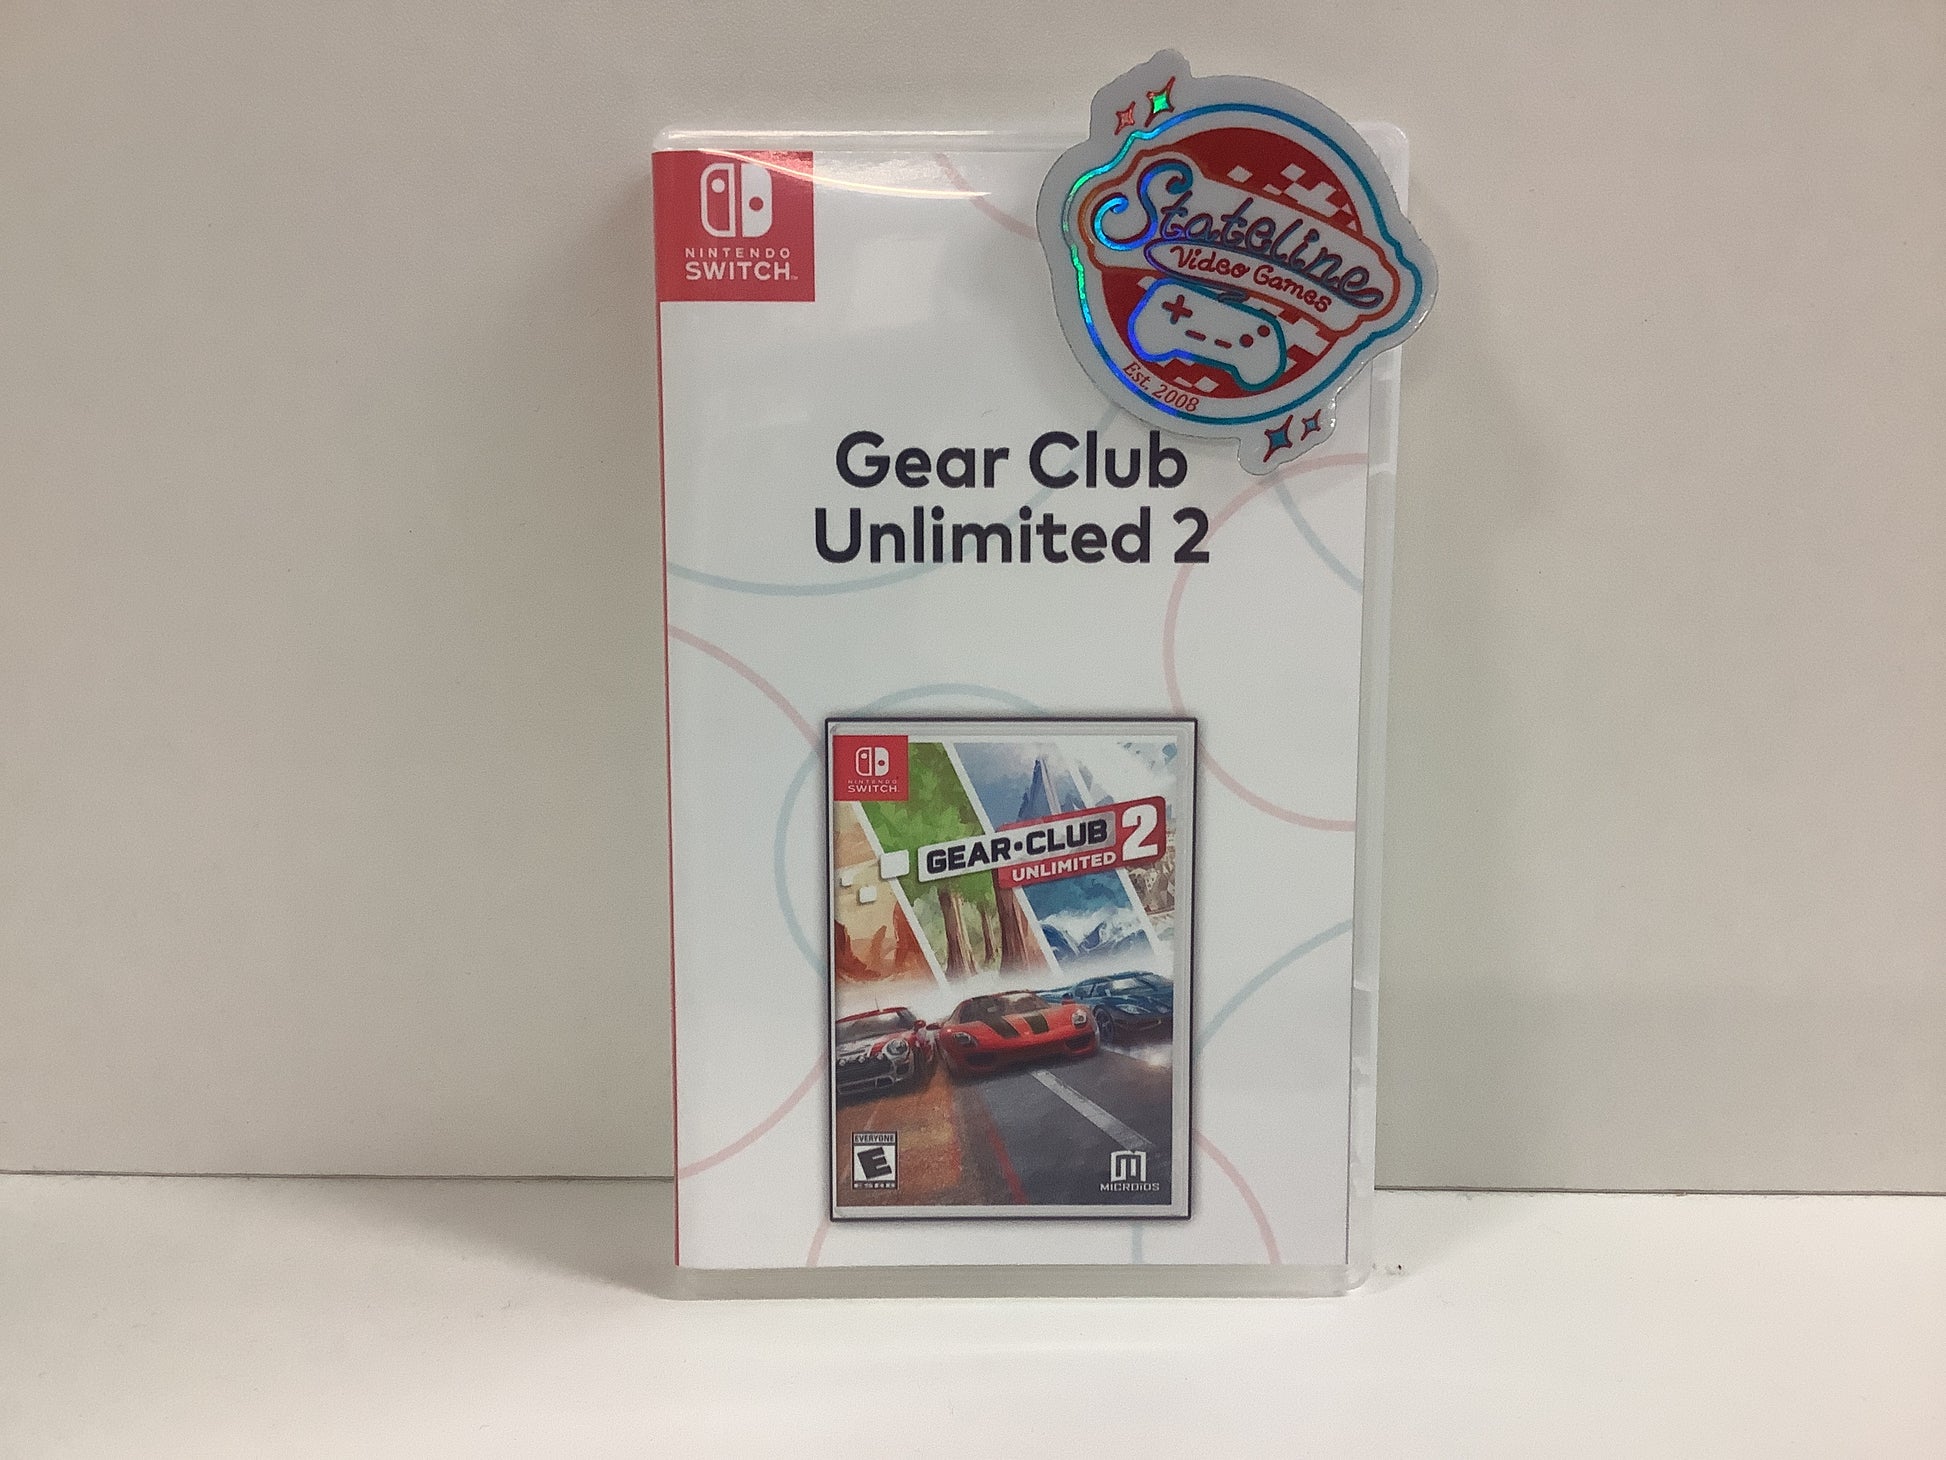 NINTENDO
SWITCH™
Stateline
Video Games
Est. 2008
Gear Club
Unlimited 2
NINTENDO
SWITCH
GEAR•CLUB 2
UNLIMITED
EVERYONE
E
ESRB
MICROIDS